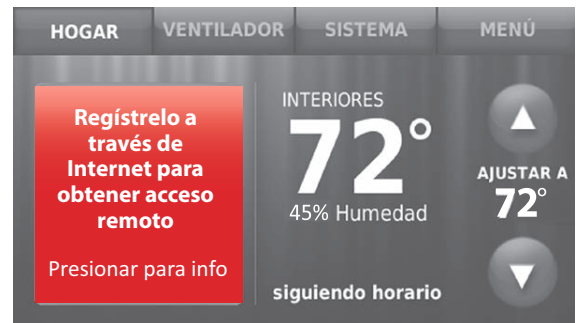 HOGAR
VENTILADOR
SISTEMA
MENÚ
Regístrelo a
través de
Internet para
obtener acceso
remoto
Presionar para info
INTERIORES
72°
45% Humedad
siguiendo horario
AJUSTAR A
72°